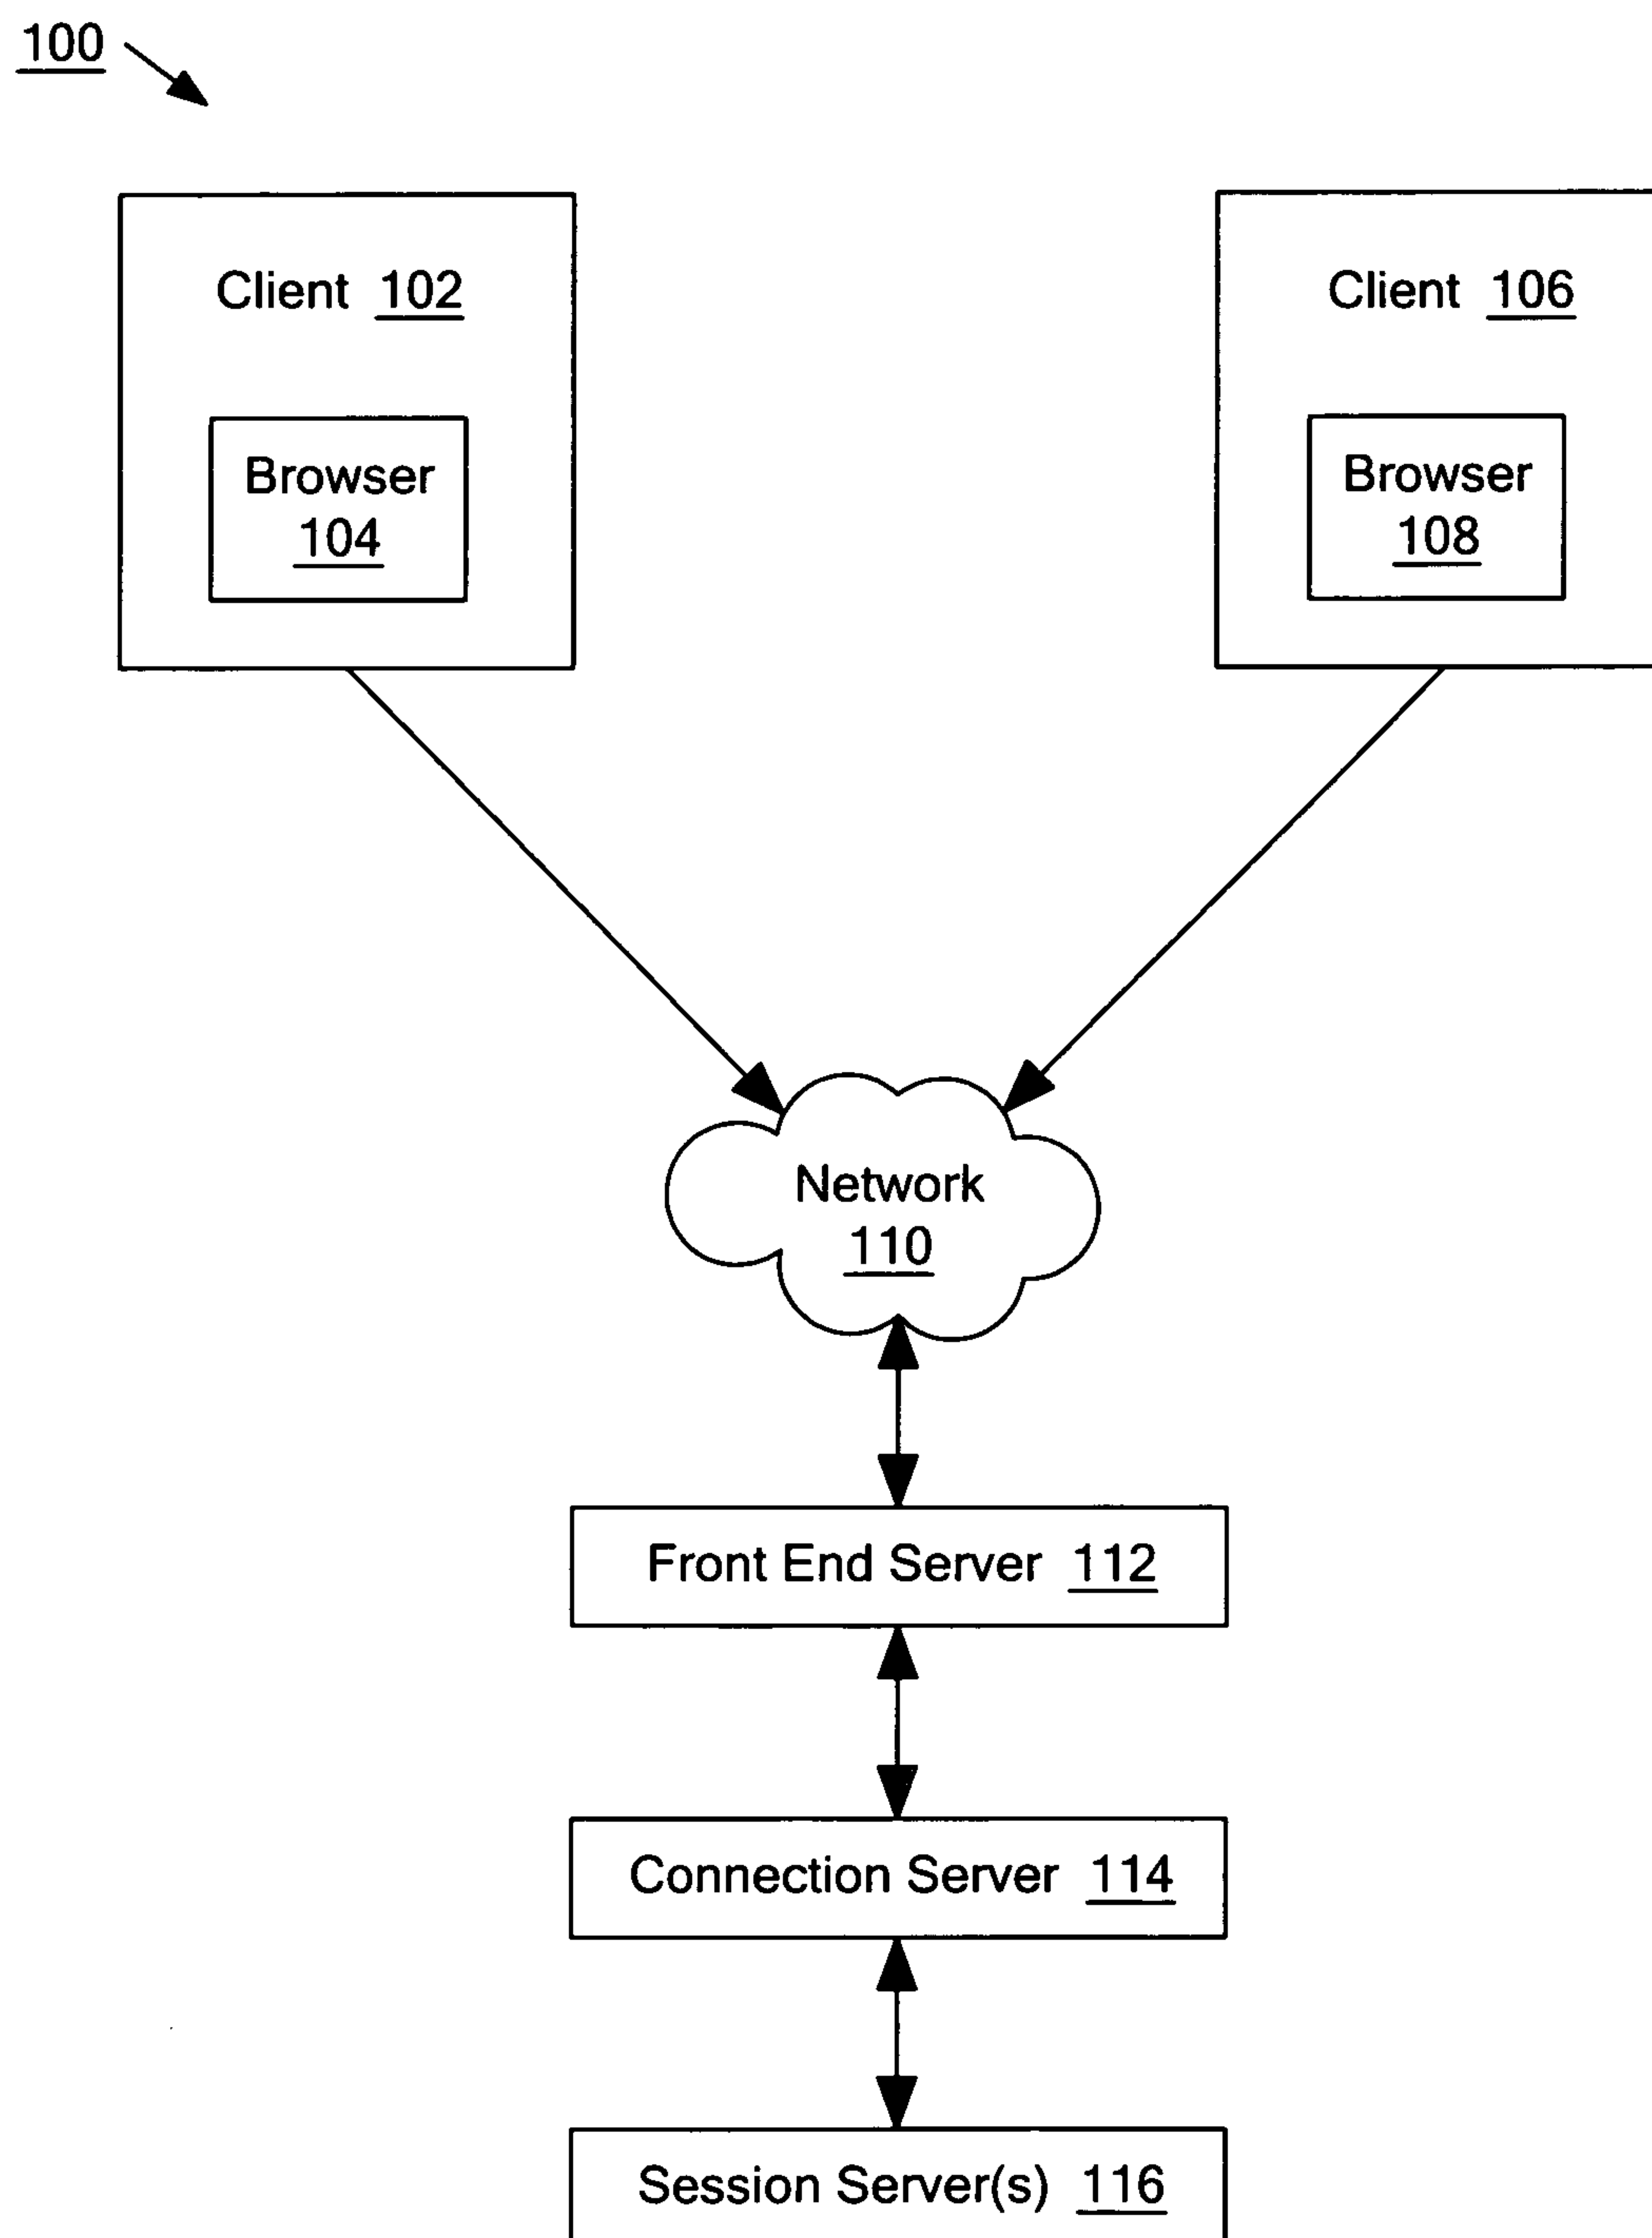 100
Client 102
Client 106
Browser
104
Browser
108
Network
110
Front End Server 112
Connection Server 114
Session Server(s) 116